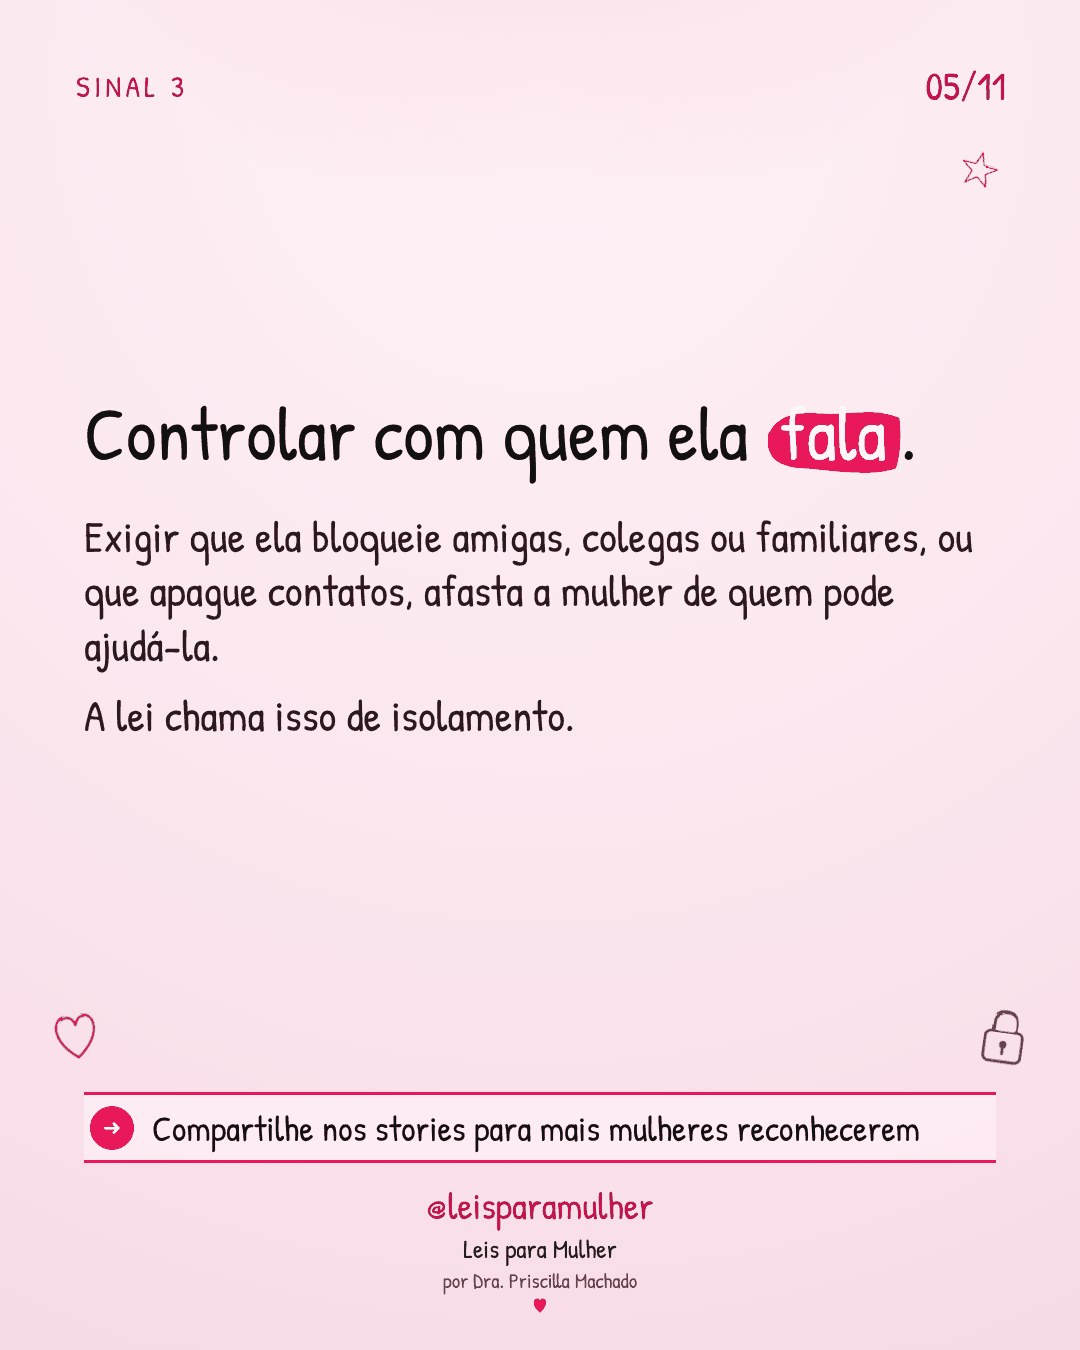 SINAL 3
05/11
Controlar com quem ela fala.
Exigir que ela bloqueie amigas, colegas ou familiares, ou
que apague contatos, afasta a mulher de quem pode
ajudá-la.
A lei chama isso de isolamento.
Compartilhe nos stories para mais mulheres reconhecerem
@leisparamulher
Leis para Mulher
por Dra. Priscilla Machado